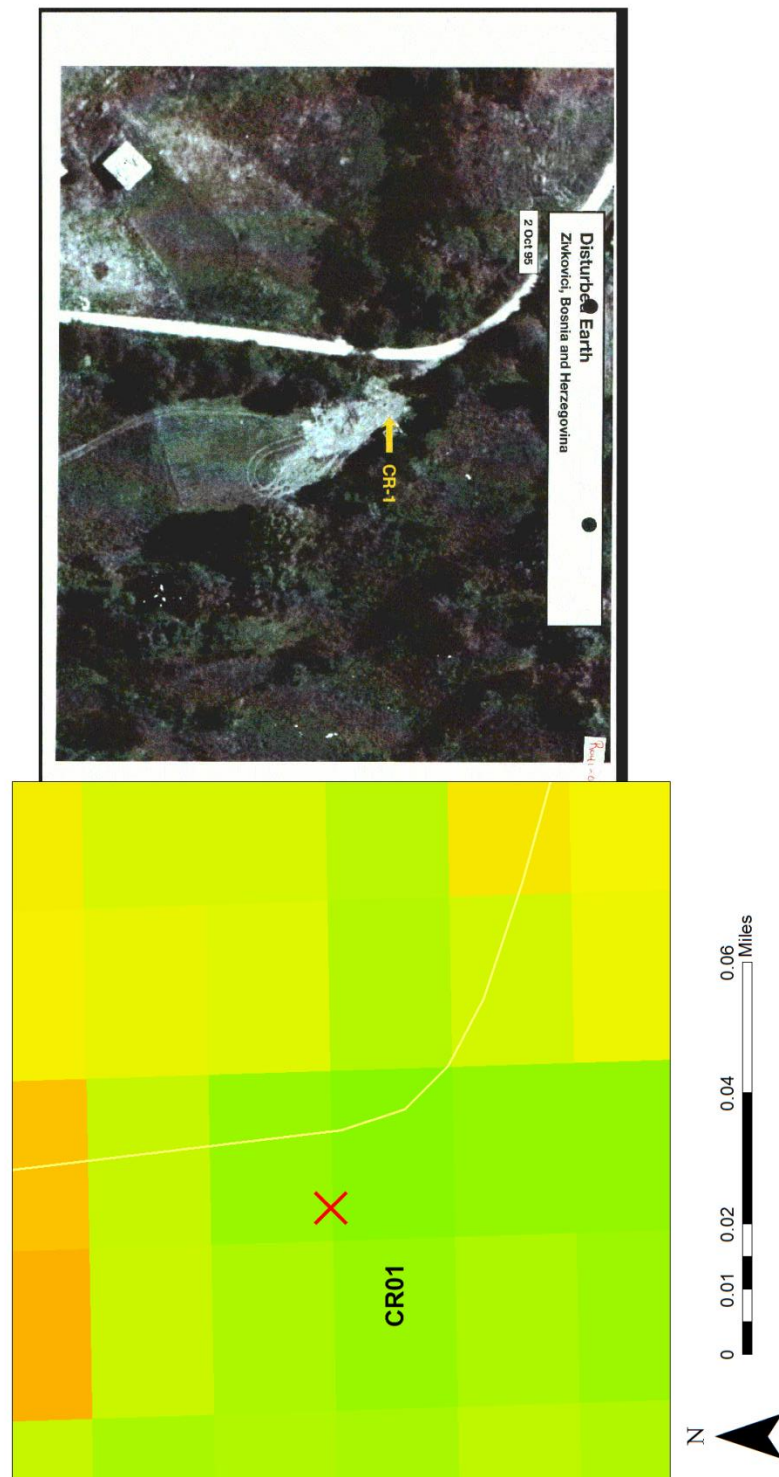 Disturbed Earth
Zivkovici, Bosnia and Herzegovina
2 Oct 95
CR-1
CR01
0 0.01 0.02 0.04 0.06
Miles
N